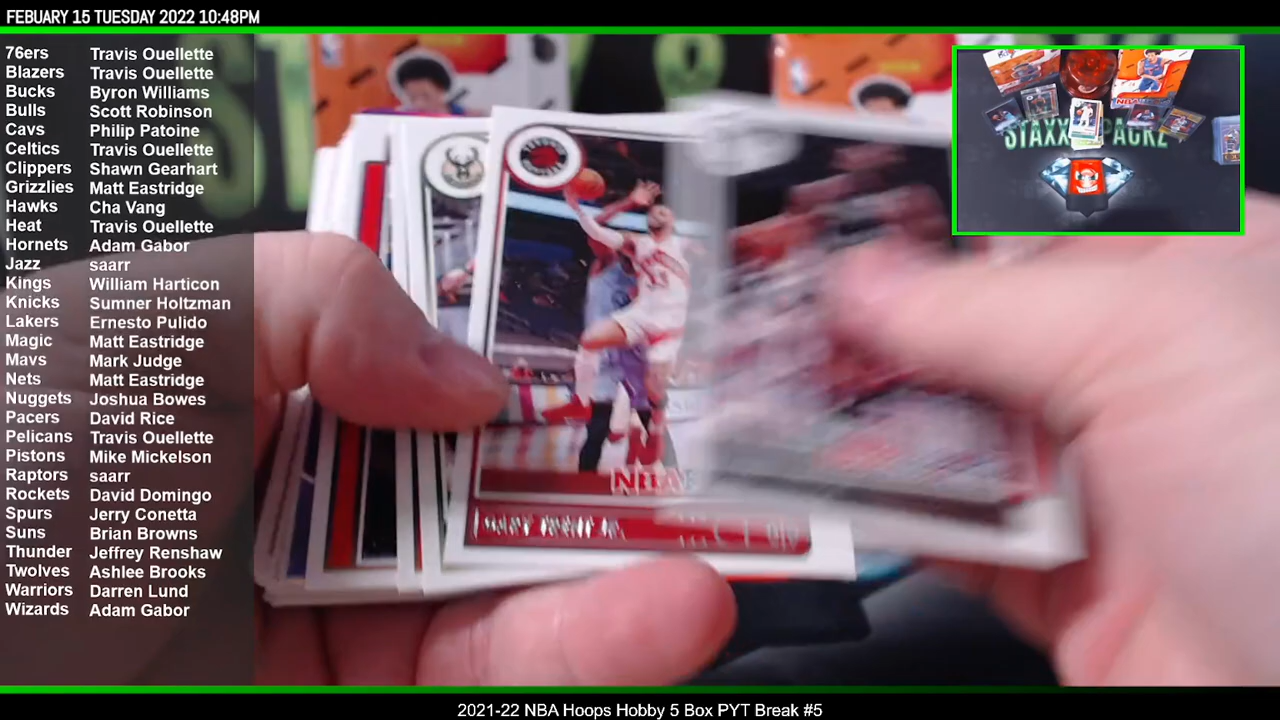 FEBUARY 15 TUESDAY 2022 10:48PM
76ers Travis Ouellette
Blazers Travis Ouellette
Bucks Byron Williams
Bulls Scott Robinson
Cavs Philip Patoine
Celtics Travis Ouellette
Clippers Shawn Gearhart
Grizzlies Matt Eastridge
Hawks Cha Vang
Heat Travis Ouellette
Hornets Adam Gabor
Jazz saarr
Kings William Harticon
Knicks Sumner Holtzman
Lakers Ernesto Pulido
Magic Matt Eastridge
Mavs Mark Judge
Nets Matt Eastridge
Nuggets Joshua Bowes
Pacers David Rice
Pelicans Travis Ouellette
Pistons Mike Mickelson
Raptors saarr
Rockets David Domingo
Spurs Jerry Conetta
Suns Brian Browns
Thunder Jeffrey Renshaw
Twolves Ashlee Brooks
Warriors Darren Lund
Wizards Adam Gabor
STAXX PACKZ
NBA
2021-22 NBA Hoops Hobby 5 Box PYT Break #5